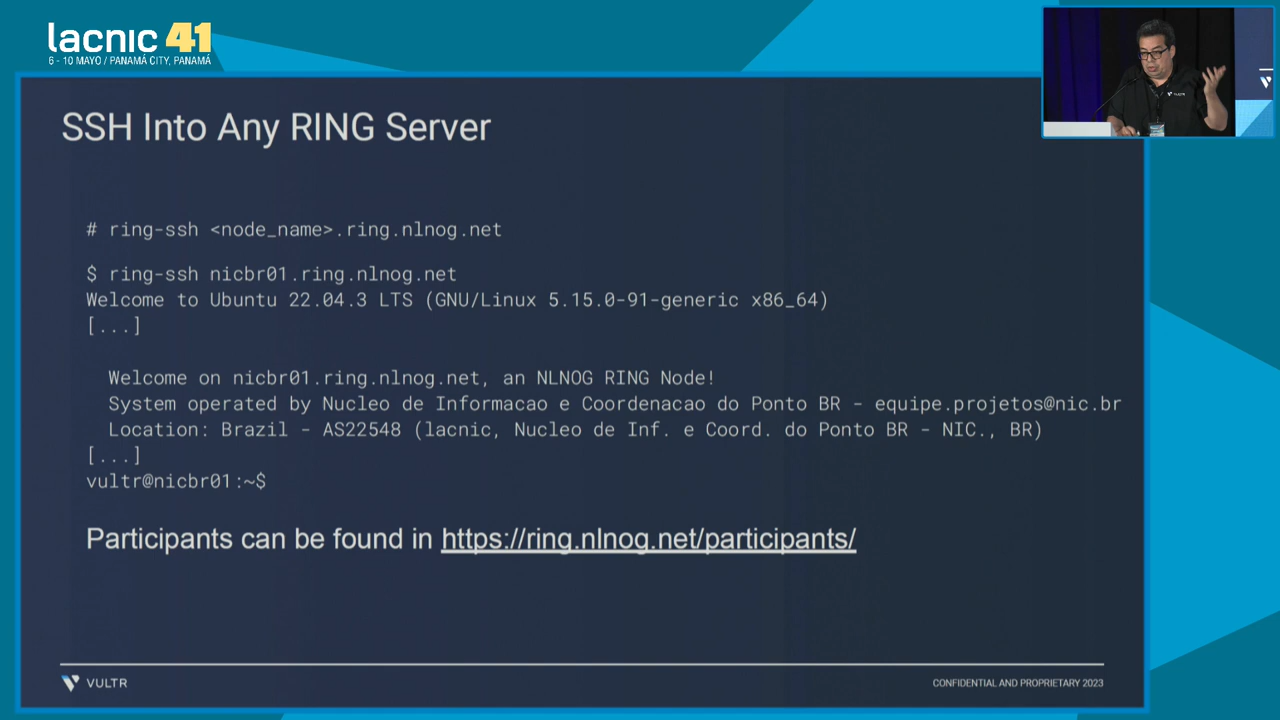 lacnic 41
6 - 10 MAYO / PANAMÁ CITY, PANAMÁ
VULTR
SSH Into Any RING Server
# ring-ssh <node_name>.ring.nlnog.net
$ ring-ssh nicbr01.ring.nlnog.net
Welcome to Ubuntu 22.04.3 LTS (GNU/Linux 5.15.0-91-generic x86_64)
[...]
Welcome on nicbr01.ring.nlnog.net, an NLNOG RING Node!
System operated by Nucleo de Informacao e Coordenacao do Ponto BR - equipe.projetos@nic.br
Location: Brazil - AS22548 (lacnic, Nucleo de Inf. e Coord. do Ponto BR - NIC., BR)
[...]
vultr@nicbr01:~$
Participants can be found in https://ring.nlnog.net/participants/
VULTR
CONFIDENTIAL AND PROPRIETARY 2023